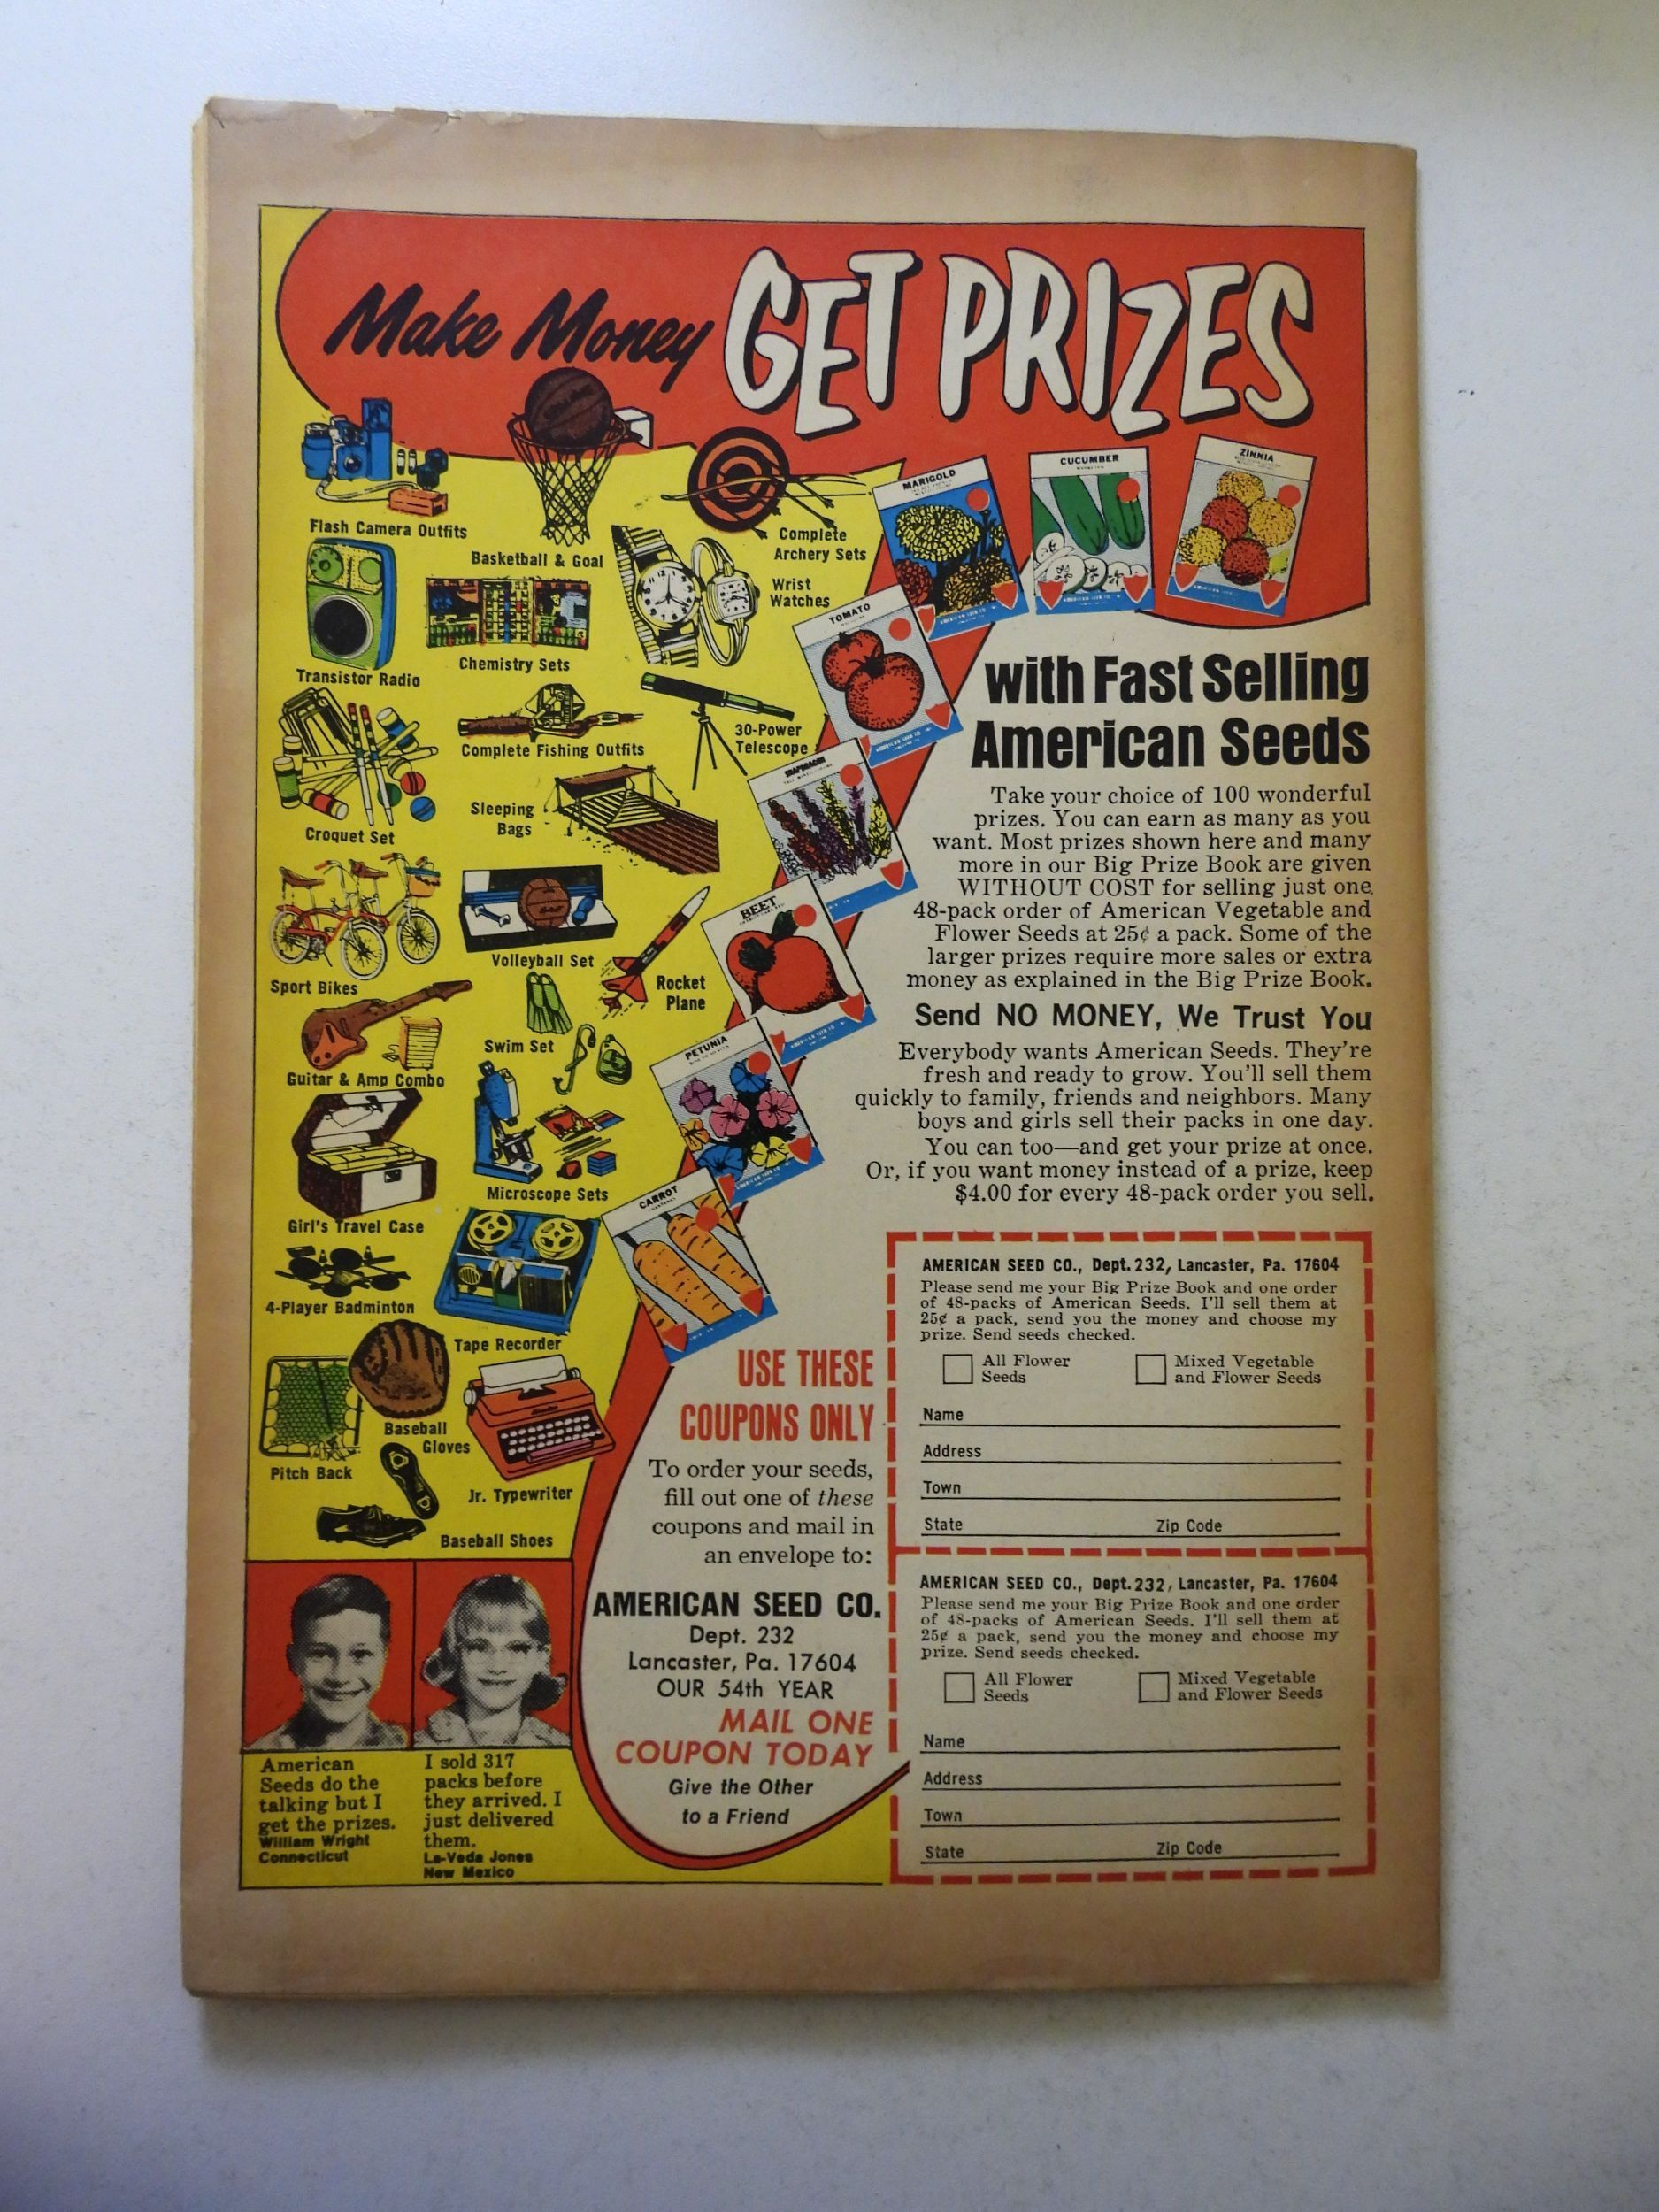 Make Money GET PRIZES
Flash Camera Outfits
Basketball & Goal
Complete
Archery Sets
Wrist
Watches
Transistor Radio
Chemistry Sets
Complete Fishing Outfits
30-Power
Telescope
Croquet Set
Sleeping
Bags
Sport Bikes
Volleyball Set
Rocket
Plane
Swim Set
Guitar & Amp Combo
Microscope Sets
Girl's Travel Case
4-Player Badminton
Tape Recorder
Baseball
Gloves
Pitch Back
Jr. Typewriter
Baseball Shoes
MARIGOLD
CUCUMBER
ZINNIA
TOMATO
SNAPDRAGON
BEET
PETUNIA
CARROT
with Fast Selling
American Seeds
Take your choice of 100 wonderful
prizes. You can earn as many as you
want. Most prizes shown here and many
more in our Big Prize Book are given
WITHOUT COST for selling just one
48-pack order of American Vegetable and
Flower Seeds at 25¢ a pack. Some of the
larger prizes require more sales or extra
money as explained in the Big Prize Book.
Send NO MONEY, We Trust You
Everybody wants American Seeds. They're
fresh and ready to grow. You'll sell them
quickly to family, friends and neighbors. Many
boys and girls sell their packs in one day.
You can too—and get your prize at once.
Or, if you want money instead of a prize, keep
$4.00 for every 48-pack order you sell.
USE THESE
COUPONS ONLY
To order your seeds,
fill out one of these
coupons and mail in
an envelope to:
AMERICAN SEED CO.
Dept. 232
Lancaster, Pa. 17604
OUR 54th YEAR
MAIL ONE
COUPON TODAY
Give the Other
to a Friend
American
Seeds do the
talking but I
get the prizes.
William Wright
Connecticut
I sold 317
packs before
they arrived. I
just delivered
them.
La-Veda Jones
New Mexico
AMERICAN SEED CO., Dept. 232, Lancaster, Pa. 17604
Please send me your Big Prize Book and one order
of 48-packs of American Seeds. I'll sell them at
25¢ a pack, send you the money and choose my
prize. Send seeds checked.
All Flower
Seeds
Mixed Vegetable
and Flower Seeds
Name
Address
Town
State Zip Code
AMERICAN SEED CO., Dept. 232, Lancaster, Pa. 17604
Please send me your Big Prize Book and one order
of 48-packs of American Seeds. I'll sell them at
25¢ a pack, send you the money and choose my
prize. Send seeds checked.
All Flower
Seeds
Mixed Vegetable
and Flower Seeds
Name
Address
Town
State Zip Code